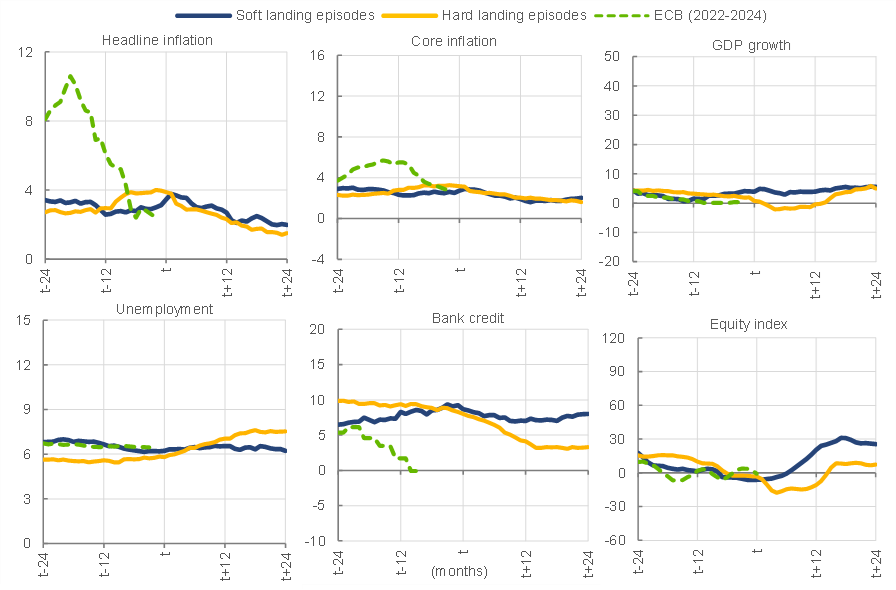 Soft landing episodes Hard landing episodes ECB (2022-2024)
Headline inflation
12
8
4
0
t-24 t-12 t t+12 t+24
Core inflation
16
12
8
4
0
-4
t-24 t-12 t t+12 t+24
GDP growth
50
40
30
20
10
0
-10
-20
t-24 t-12 t t+12 t+24
Unemployment
15
12
9
6
3
0
t-24 t-12 t t+12 t+24
Bank credit
20
15
10
5
0
-5
-10
t-24 t-12 t t+12 t+24
(months)
Equity index
120
90
60
30
0
-30
-60
t-24 t-12 t t+12 t+24